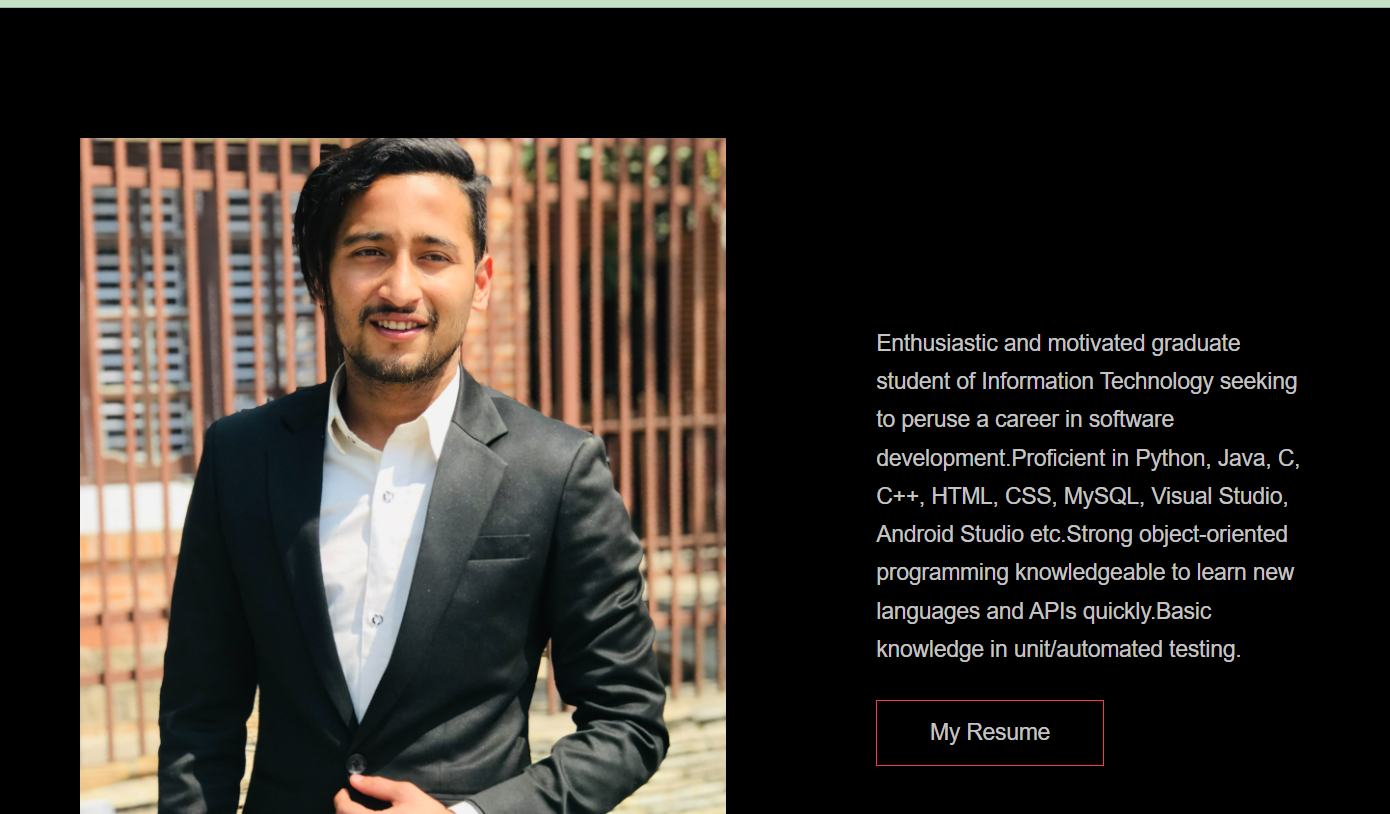 Enthusiastic and motivated graduate
student of Information Technology seeking
to peruse a career in software
development.Proficient in Python, Java, C,
C++, HTML, CSS, MySQL, Visual Studio,
Android Studio etc.Strong object-oriented
programming knowledgeable to learn new
languages and APIs quickly.Basic
knowledge in unit/automated testing.
My Resume